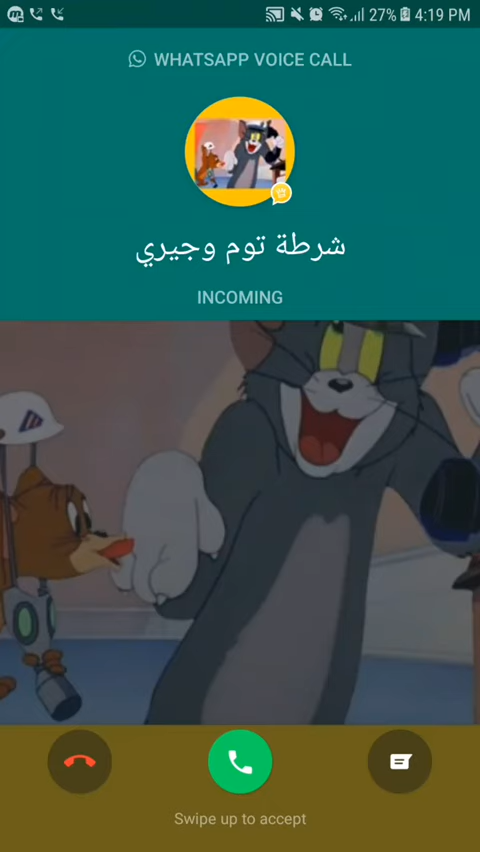 27% 4:19 PM
WHATSAPP VOICE CALL
شرطة توم وجيري
INCOMING
Swipe up to accept